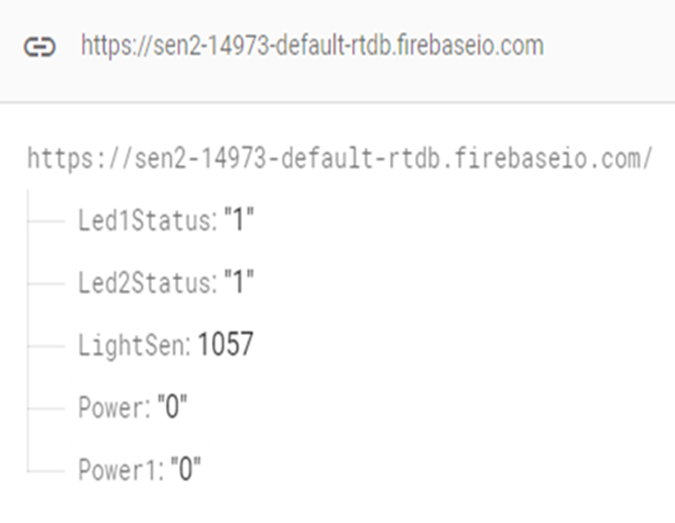 https://sen2-14973-default-rtdb.firebaseio.com
https://sen2-14973-default-rtdb.firebaseio.com/
Led1Status: "1"
Led2Status: "1"
LightSen: 1057
Power: "0"
Power1: "0"